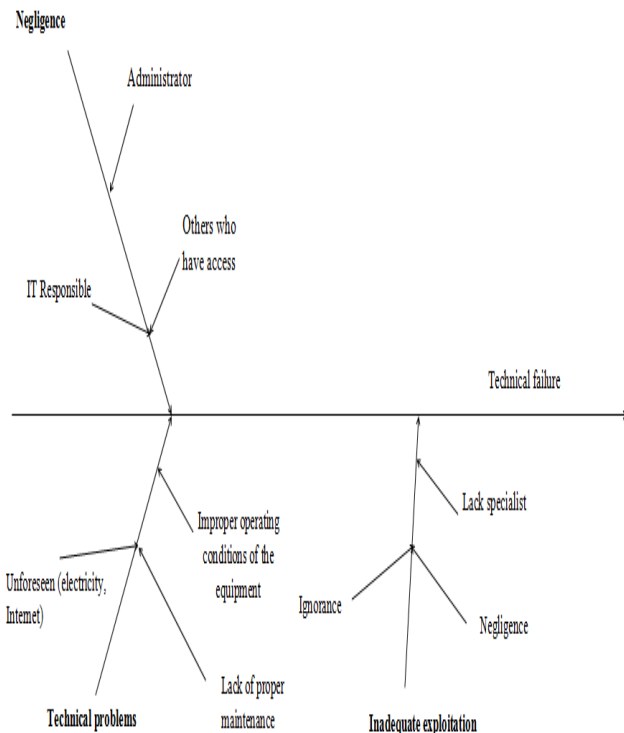 Negligence
Administrator
Others who
have access
IT Responsible
Technical failure
Improper operating
conditions of the
equipment
Lack specialist
Unforeseen (electricity,
Internet)
Ignorance
Negligence
Lack of proper
maintenance
Technical problems
Inadequate exploitation